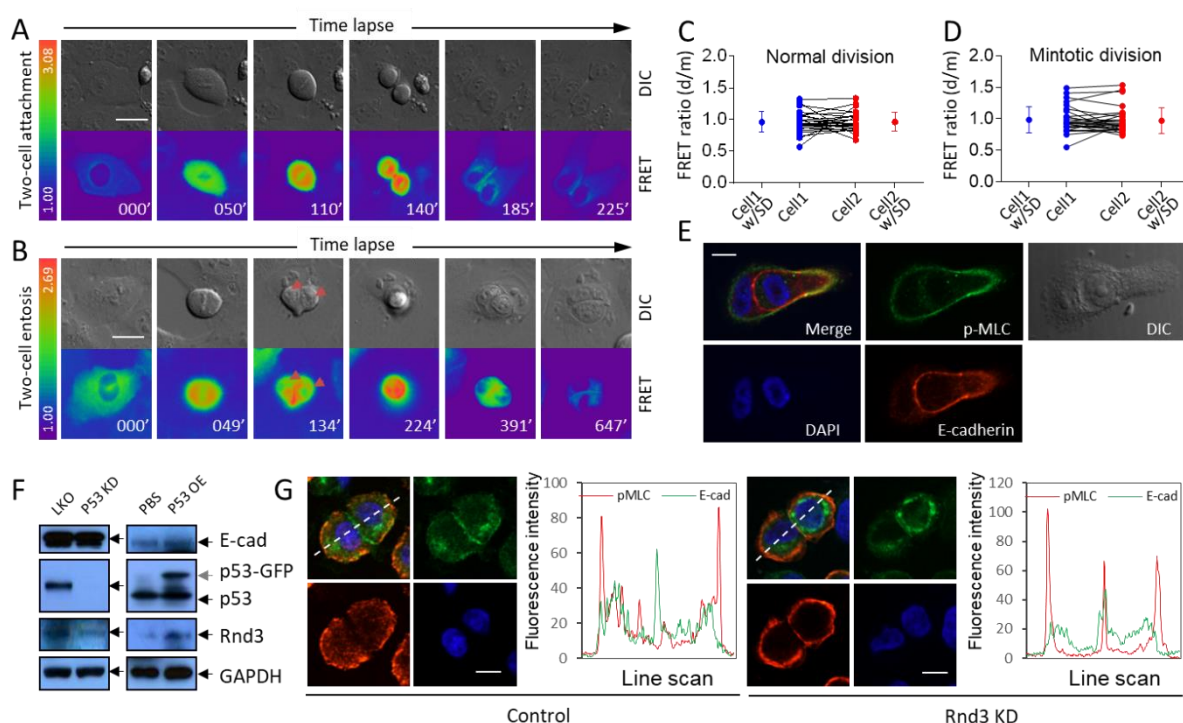 A
Time lapse
Two-cell attachment
3.08
1.00
DIC
FRET
000′
050′
110′
140′
185′
225′
B
Time lapse
Two-cell entosis
2.69
1.00
DIC
FRET
000′
049′
134′
224′
391′
647′
C
Normal division
FRET ratio (d/m)
2.0
1.5
1.0
0.5
0.0
Cell1 w/SD
Cell1
Cell2
Cell2 w/SD
D
Mintotic division
FRET ratio (d/m)
2.0
1.5
1.0
0.5
0.0
Cell1 w/SD
Cell1
Cell2
Cell2 w/SD
E
Merge
p-MLC
DIC
DAPI
E-cadherin
F
LKO
P53 KD
PBS
P53 OE
E-cad
p53-GFP
p53
Rnd3
GAPDH
G
Fluorescence intensity
100
80
60
40
20
0
pMLC
E-cad
Line scan
Control
Fluorescence intensity
120
100
80
60
40
20
0
pMLC
E-cad
Line scan
Rnd3 KD